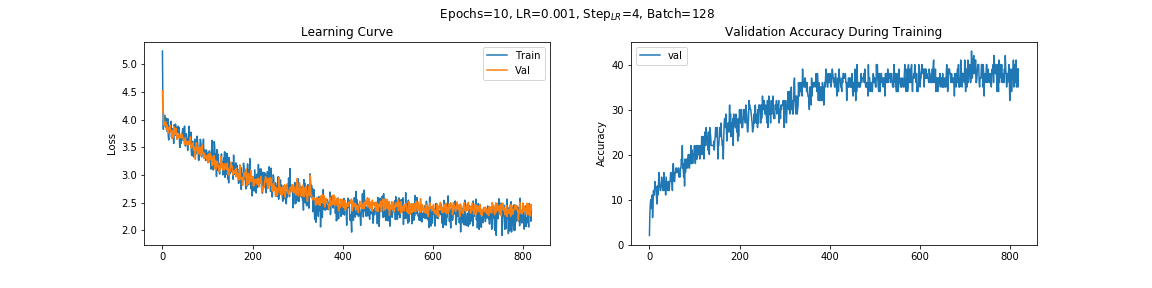 Epochs=10, LR=0.001, Step_LR=4, Batch=128
Learning Curve
Validation Accuracy During Training
Train
Val
val
Loss
5.0
4.5
4.0
3.5
3.0
2.5
2.0
0 200 400 600 800
Accuracy
40
30
20
10
0
0 200 400 600 800